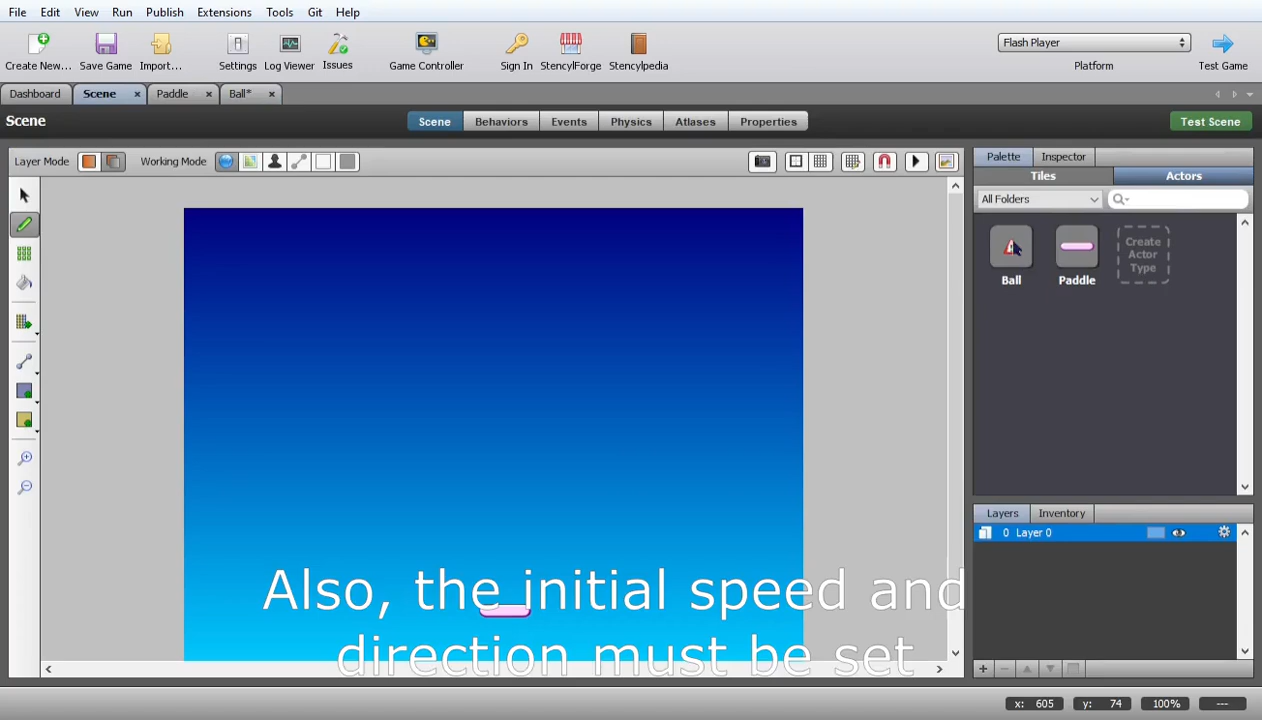 File Edit View Run Publish Extensions Tools Git Help
Create New... Save Game Import... Settings Log Viewer Issues Game Controller Sign In StencylForge Stencylpedia Flash Player Platform Test Game
Dashboard Scene Paddle Ball*
Scene Scene Behaviors Events Physics Atlases Properties Test Scene
Layer Mode Working Mode Palette Inspector
Tiles Actors
All Folders
Create Actor Type
Ball Paddle
Layers Inventory
0 Layer 0
Also, the initial speed and
direction must be set
x: 605 y: 74 100% ---